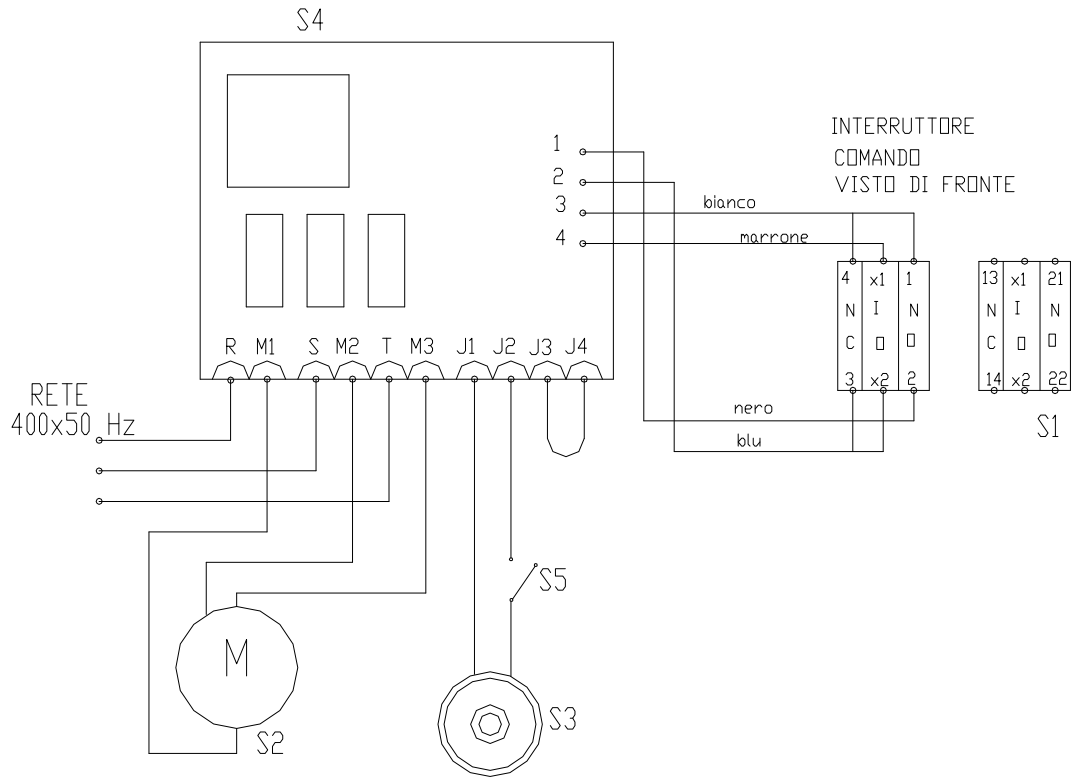 S4
INTERRUTTORE
COMANDO
VISTO DI FRONTE
1
2
3
4
bianco
marrone
4 x1 1
N I N
C O O
3 x2 2
13 x1 21
N I N
C O O
14 x2 22
S1
nero
blu
R M1 S M2 T M3 J1 J2 J3 J4
RETE
400x50 Hz
S5
M
S2
S3